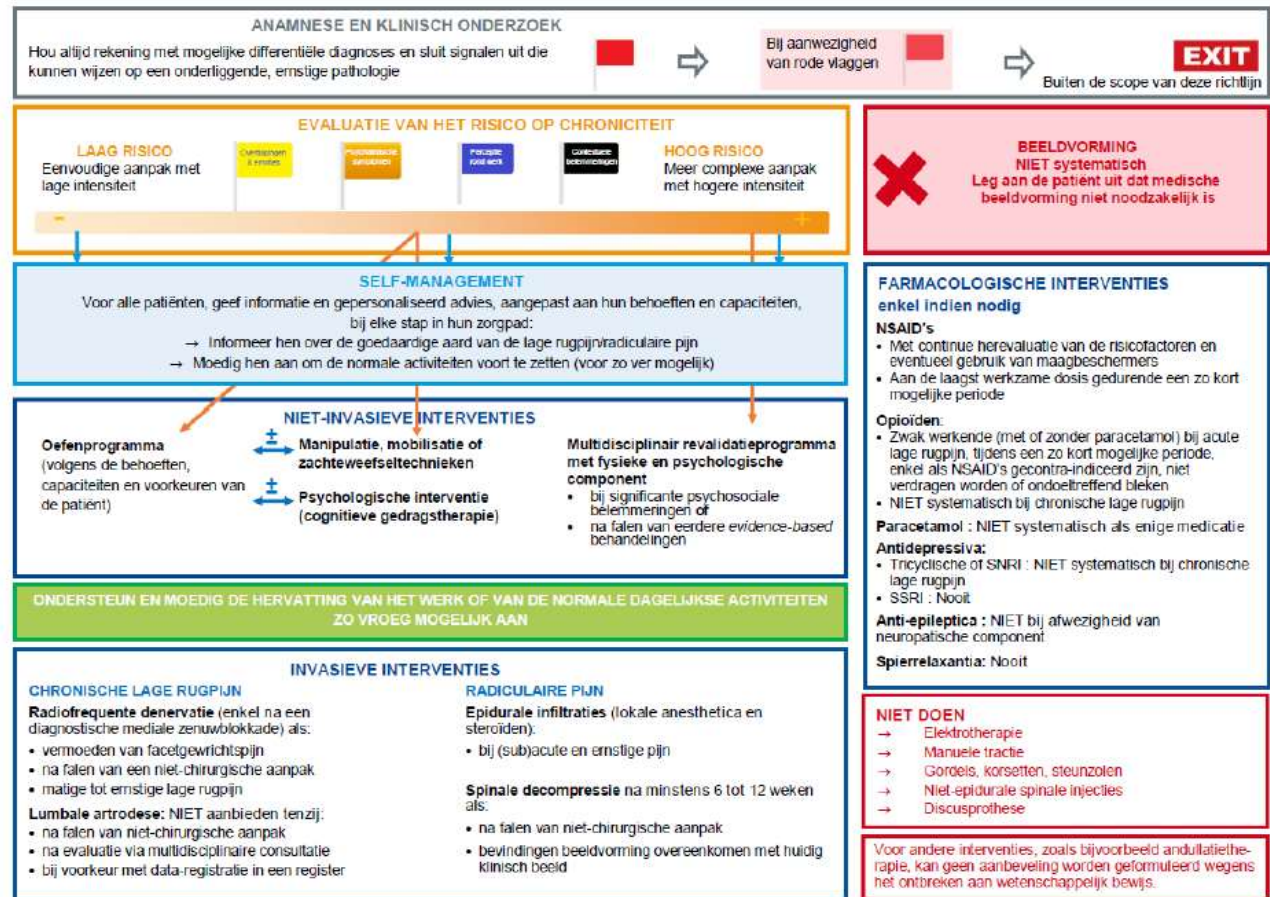 ANAMNESE EN KLINISCH ONDERZOEK
Hou altijd rekening met mogelijke differentiële diagnoses en sluit signalen uit die
kunnen wijzen op een onderliggende, ernstige pathologie
Bij aanwezigheid
van rode vlaggen
EXIT
Buiten de scope van deze richtlijn
EVALUATIE VAN HET RISICO OP CHRONICITEIT
LAAG RISICO
Eenvoudige aanpak met
lage intensiteit
& emoties
Perceptie
rond werk
Contextuele
belemmeringen
HOOG RISICO
Meer complexe aanpak
met hogere intensiteit
-
+
BEELDVORMING
NIET systematisch
Leg aan de patiënt uit dat medische
beeldvorming niet noodzakelijk is
SELF-MANAGEMENT
Voor alle patiënten, geef informatie en gepersonaliseerd advies, aangepast aan hun behoeften en capaciteiten,
bij elke stap in hun zorgpad:
→ Informeer hen over de goedaardige aard van de lage rugpijn/radiculaire pijn
→ Moedig hen aan om de normale activiteiten voort te zetten (voor zo ver mogelijk)
NIET-INVASIEVE INTERVENTIES
Oefenprogramma
(volgens de behoeften,
capaciteiten en voorkeuren van
de patiënt)
±
Manipulatie, mobilisatie of
zachteweefseltechnieken
±
Psychologische interventie
(cognitieve gedragstherapie)
Multidisciplinair revalidatieprogramma
met fysieke en psychologische
component
• bij significante psychosociale
belemmeringen of
• na falen van eerdere evidence-based
behandelingen
ONDERSTEUN EN MOEDIG DE HERVATTING VAN HET WERK OF VAN DE NORMALE DAGELIJKSE ACTIVITEITEN
ZO VROEG MOGELIJK AAN
INVASIEVE INTERVENTIES
CHRONISCHE LAGE RUGPIJN
Radiofrequente denervatie (enkel na een
diagnostische mediale zenuwblokkade) als:
• vermoeden van facetgewrichtspijn
• na falen van een niet-chirurgische aanpak
• matige tot ernstige lage rugpijn
Lumbale artrodese: NIET aanbieden tenzij:
• na falen van niet-chirurgische aanpak
• na evaluatie via multidisciplinaire consultatie
• bij voorkeur met data-registratie in een register
RADICULAIRE PIJN
Epidurale infiltraties (lokale anesthetica en
steroïden):
• bij (sub)acute en ernstige pijn
Spinale decompressie na minstens 6 tot 12 weken
als:
• na falen van niet-chirurgische aanpak
• bevindingen beeldvorming overeenkomen met huidig
klinisch beeld
FARMACOLOGISCHE INTERVENTIES
enkel indien nodig
NSAID's
• Met continue herevaluatie van de risicofactoren en
eventueel gebruik van maagbeschermers
• Aan de laagst werkzame dosis gedurende een zo kort
mogelijke periode
Opioïden:
• Zwak werkende (met of zonder paracetamol) bij acute
lage rugpijn, tijdens een zo kort mogelijke periode,
enkel als NSAID's gecontra-indiceerd zijn, niet
verdragen worden of ondoeltreffend bleken
• NIET systematisch bij chronische lage rugpijn
Paracetamol : NIET systematisch als enige medicatie
Antidepressiva:
• Tricyclische of SNRI : NIET systematisch bij chronische
lage rugpijn
• SSRI : Nooit
Anti-epileptica : NIET bij afwezigheid van
neuropatische component
Spierrelaxantia: Nooit
NIET DOEN
→ Elektrotherapie
→ Manuele tractie
→ Gordels, korsetten, steunzolen
→ Niet-epidurale spinale injecties
→ Discusprothese
Voor andere interventies, zoals bijvoorbeeld andullatiethe-
rapie, kan geen aanbeveling worden geformuleerd wegens
het ontbreken aan wetenschappelijk bewijs.